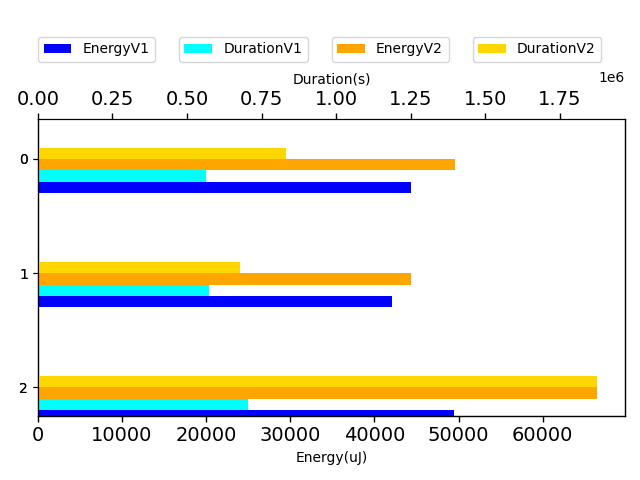 EnergyV1 DurationV1 EnergyV2 DurationV2
Duration(s)
1e6
0.00 0.25 0.50 0.75 1.00 1.25 1.50 1.75
0
1
2
0 10000 20000 30000 40000 50000 60000
Energy(uJ)